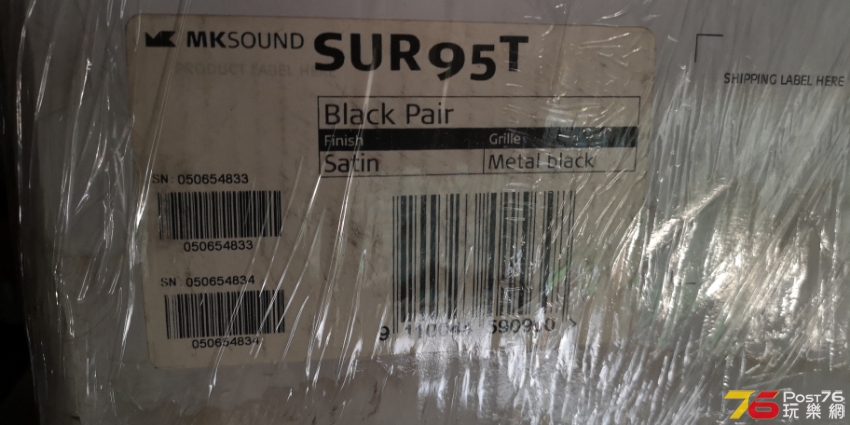 MKSOUND SUR95T
PRODUCT LABEL HERE
SHIPPING LABEL HERE
Black Pair
Finish Grille
Satin Metal black
SN: 050654833
050654833
SN: 050654834
050654834
Post76
玩樂網